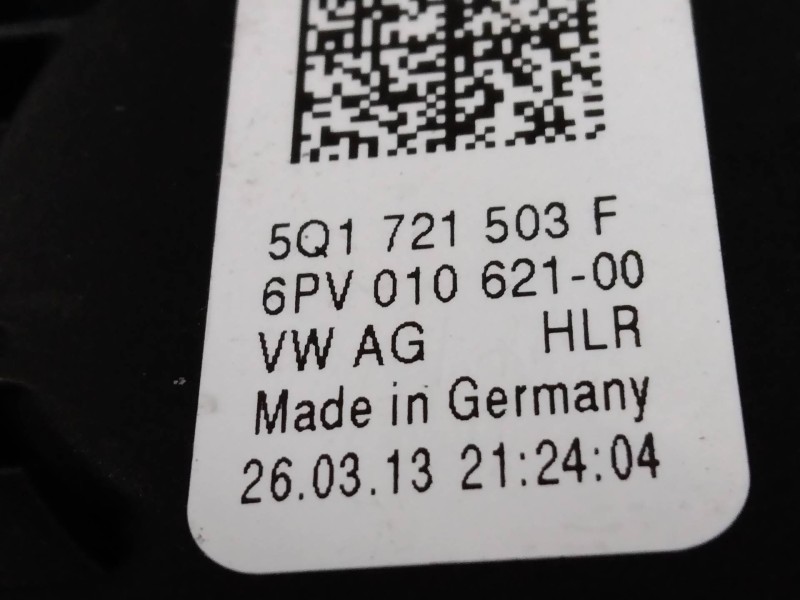 5Q1 721 503 F
6PV 010 621-00
VW AG HLR
Made in Germany
26.03.13 21:24:04